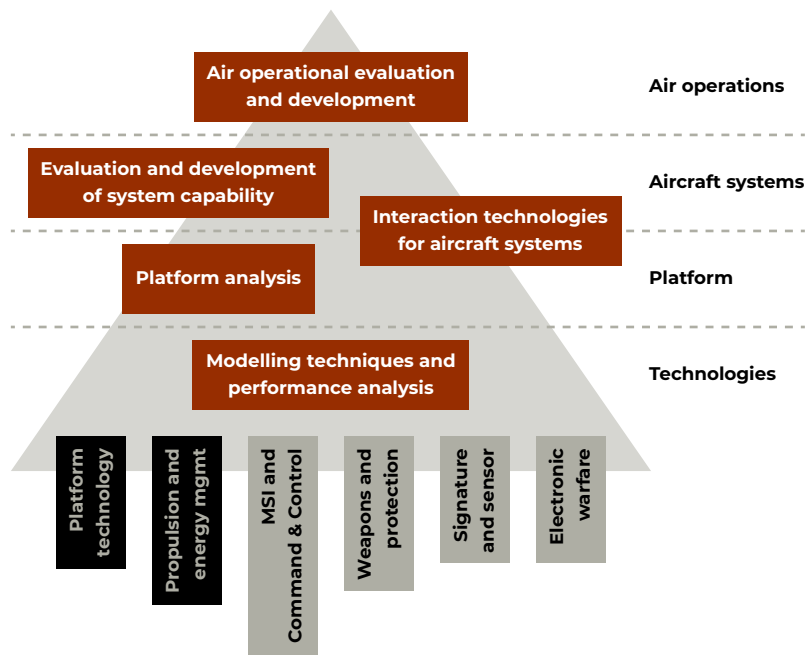 Air operational evaluation
and development
Air operations
Evaluation and development
of system capability
Aircraft systems
Interaction technologies
for aircraft systems
Platform analysis
Platform
Modelling techniques and
performance analysis
Technologies
Platform
technology
Propulsion and
energy mgmt
MSI and
Command & Control
Weapons and
protection
Signature
and sensor
Electronic
warfare